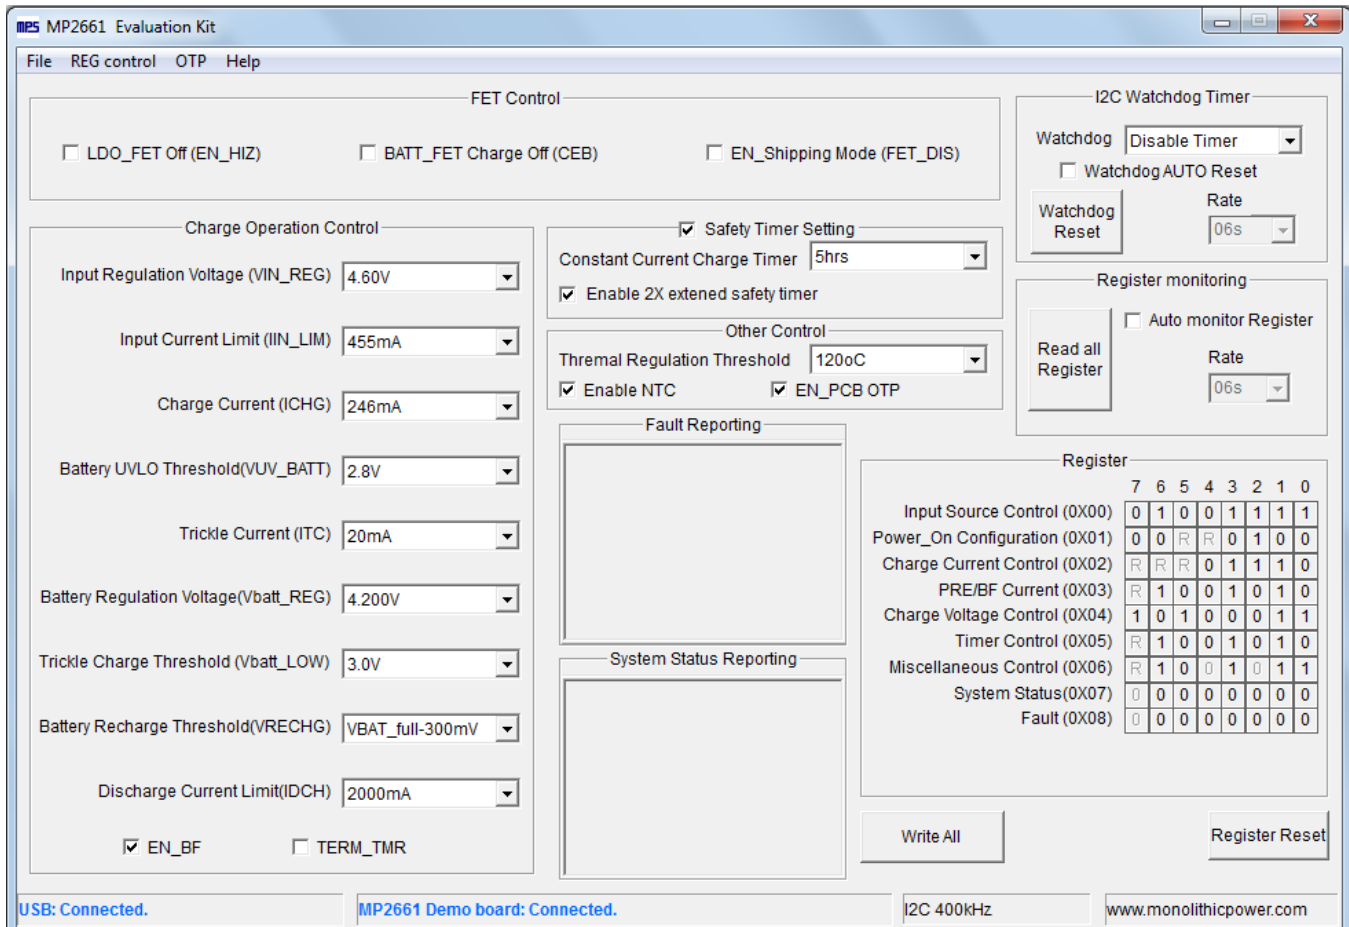 mps MP2661 Evaluation Kit
File REG control OTP Help
FET Control
LDO_FET Off (EN_HIZ) BATT_FET Charge Off (CEB) EN_Shipping Mode (FET_DIS)
I2C Watchdog Timer
Watchdog Disable Timer
Watchdog AUTO Reset
Watchdog Reset
Rate
06s
Charge Operation Control
Input Regulation Voltage (VIN_REG) 4.60V
Input Current Limit (IIN_LIM) 455mA
Charge Current (ICHG) 246mA
Battery UVLO Threshold(VUV_BATT) 2.8V
Trickle Current (ITC) 20mA
Battery Regulation Voltage(Vbatt_REG) 4.200V
Trickle Charge Threshold (Vbatt_LOW) 3.0V
Battery Recharge Threshold(VRECHG) VBAT_full-300mV
Discharge Current Limit(IDCH) 2000mA
EN_BF TERM_TMR
Safety Timer Setting
Constant Current Charge Timer 5hrs
Enable 2X extened safety timer
Other Control
Thremal Regulation Threshold 120oC
Enable NTC EN_PCB OTP
Fault Reporting
System Status Reporting
Register monitoring
Auto monitor Register
Read all Register
Rate
06s
Register
7 6 5 4 3 2 1 0
Input Source Control (0X00) 0 1 0 0 1 1 1 1
Power_On Configuration (0X01) 0 0 R R 0 1 0 0
Charge Current Control (0X02) R R R 0 1 1 1 0
PRE/BF Current (0X03) R 1 0 0 1 0 1 0
Charge Voltage Control (0X04) 1 0 1 0 0 0 1 1
Timer Control (0X05) R 1 0 0 1 0 1 0
Miscellaneous Control (0X06) R 1 0 0 1 0 1 1
System Status(0X07) 0 0 0 0 0 0 0 0
Fault (0X08) 0 0 0 0 0 0 0 0
Write All Register Reset
USB: Connected. MP2661 Demo board: Connected. I2C 400kHz www.monolithicpower.com